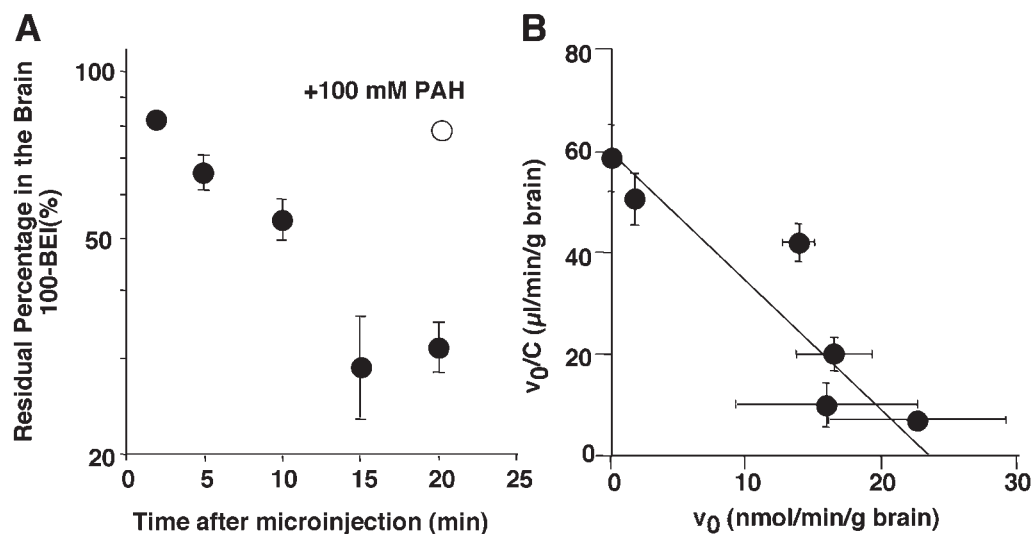 A
Residual Percentage in the Brain
100-BEI(%)
100
50
20
+100 mM PAH
0
5
10
15
20
25
Time after microinjection (min)
B
v0/C (µl/min/g brain)
80
60
40
20
0
0
10
20
30
v0 (nmol/min/g brain)